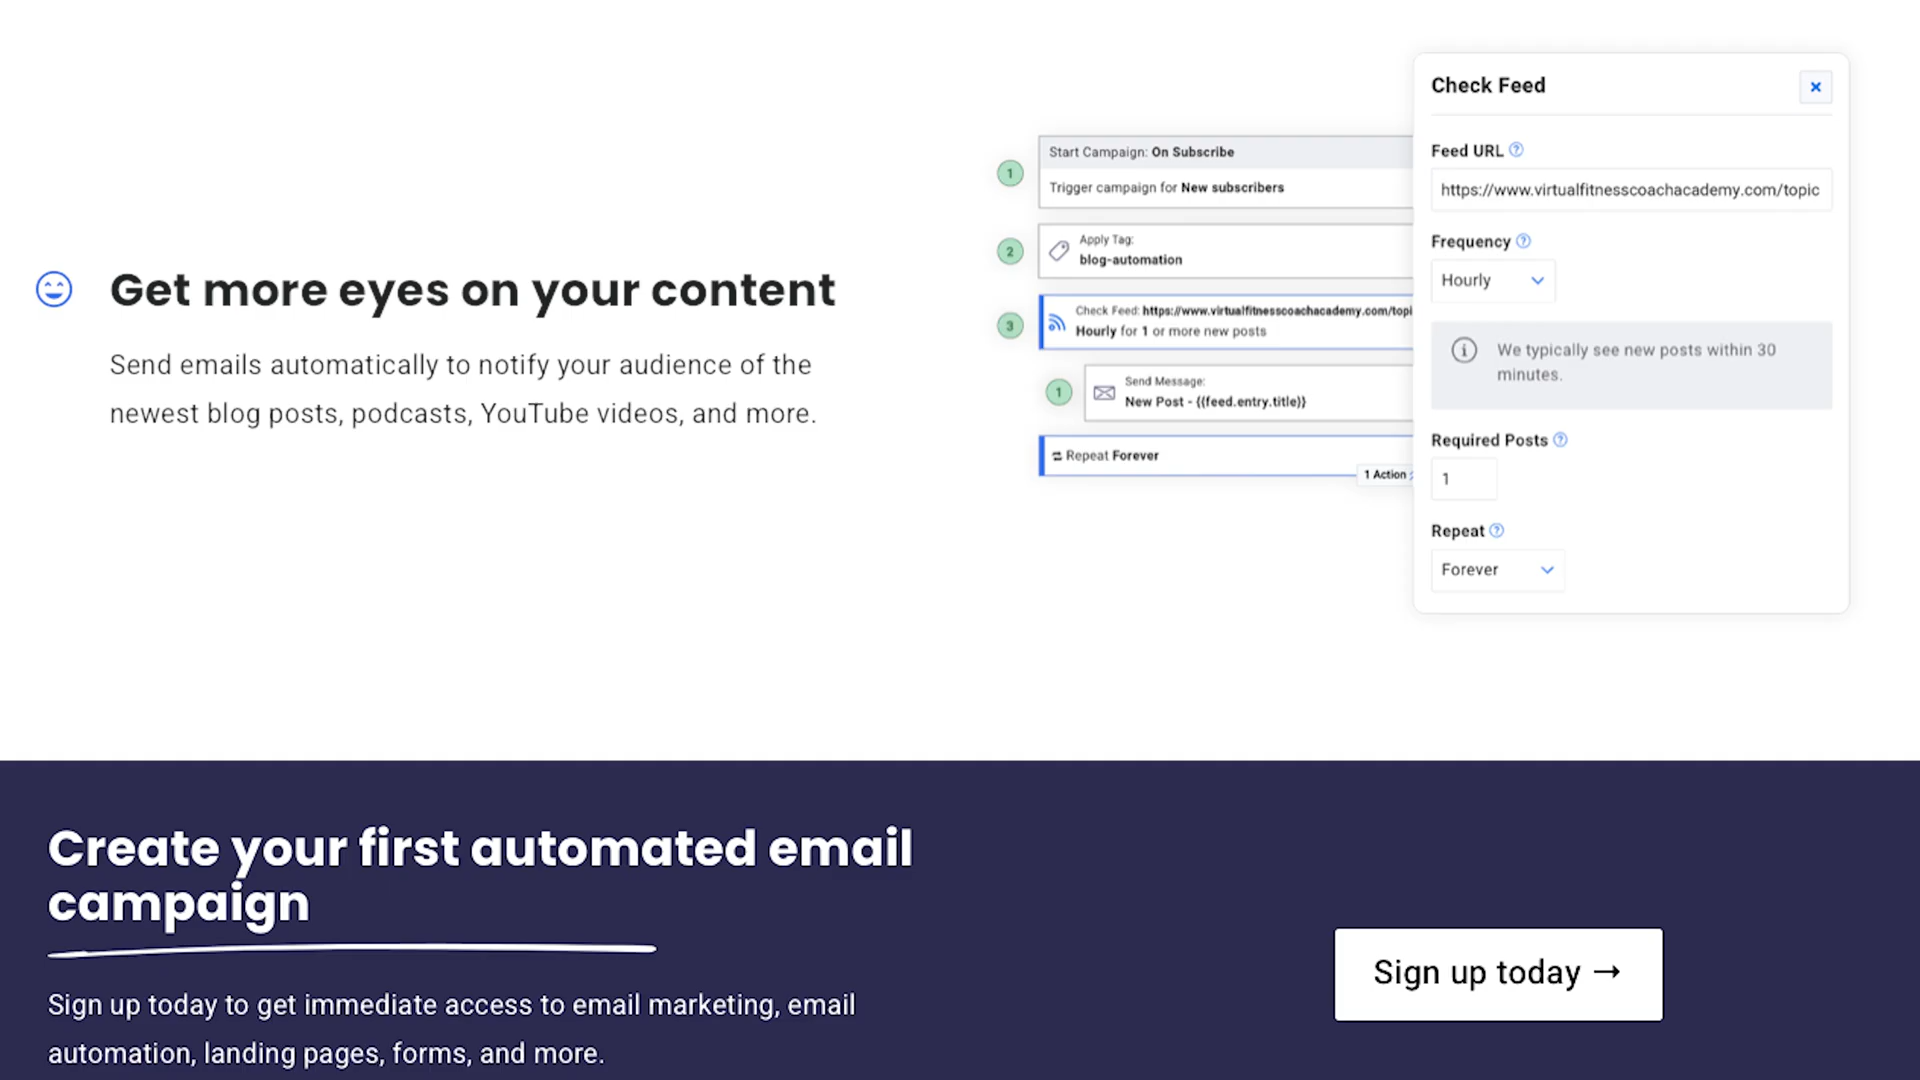 Get more eyes on your content
Send emails automatically to notify your audience of the
newest blog posts, podcasts, YouTube videos, and more.
1
Start Campaign: On Subscribe
Trigger campaign for New subscribers
2
Apply Tag:
blog-automation
3
Check Feed: https://www.virtualfitnesscoachacademy.com/topi
Hourly for 1 or more new posts
1
Send Message:
New Post - {{feed.entry.title}}
Repeat Forever
1 Action
Check Feed
Feed URL
https://www.virtualfitnesscoachacademy.com/topic
Frequency
Hourly
We typically see new posts within 30
minutes.
Required Posts
1
Repeat
Forever
Create your first automated email
campaign
Sign up today to get immediate access to email marketing, email
automation, landing pages, forms, and more.
Sign up today →